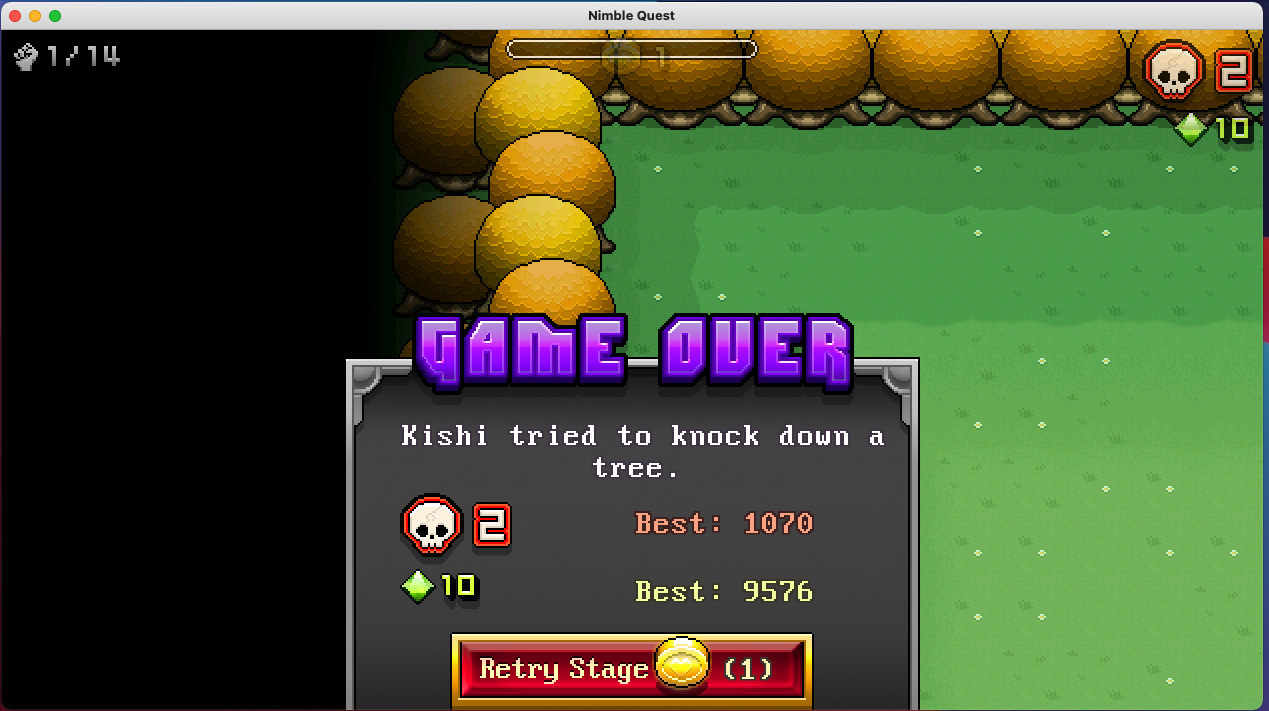 Nimble Quest
1/14
1
2
10
GAME OVER
Kishi tried to knock down a
tree.
2
Best: 1070
10
Best: 9576
Retry Stage (1)